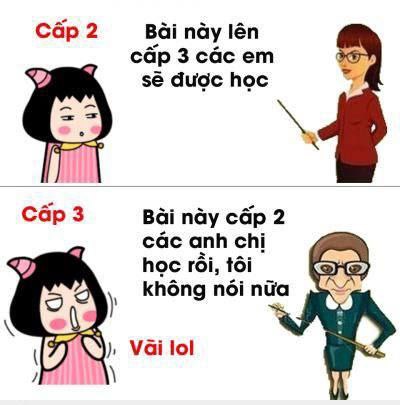 Cấp 2
Bài này lên
cấp 3 các em
sẽ được học
Cấp 3
Bài này cấp 2
các anh chị
học rồi, tôi
không nói nữa
Vãi lol